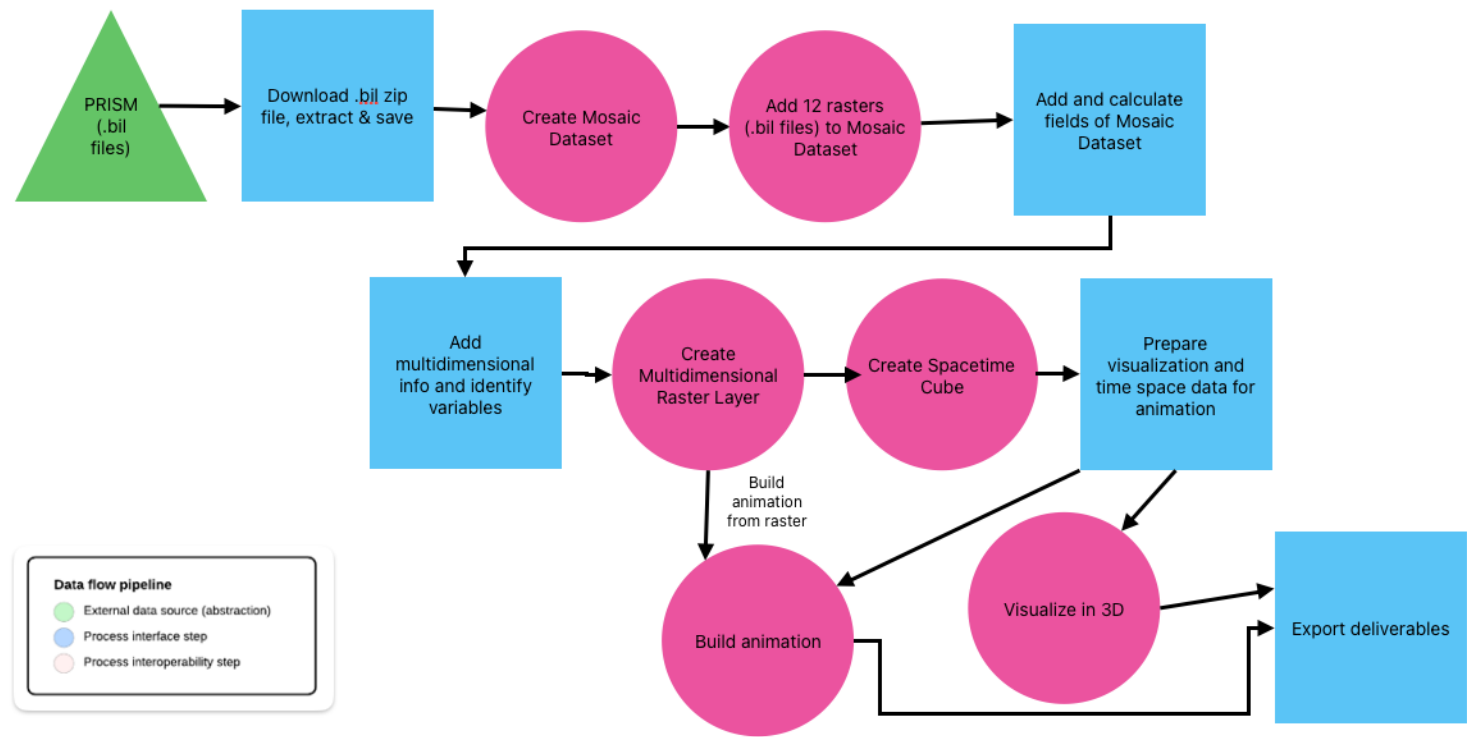 PRISM
(.bil
files)
Download .bil zip
file, extract & save
Create Mosaic
Dataset
Add 12 rasters
(.bil files) to Mosaic
Dataset
Add and calculate
fields of Mosaic
Dataset
Add
multidimensional
info and identify
variables
Create
Multidimensional
Raster Layer
Create Spacetime
Cube
Prepare
visualization and
time space data for
animation
Build
animation
from raster
Build animation
Visualize in 3D
Export deliverables
Data flow pipeline
External data source (abstraction)
Process interface step
Process interoperability step